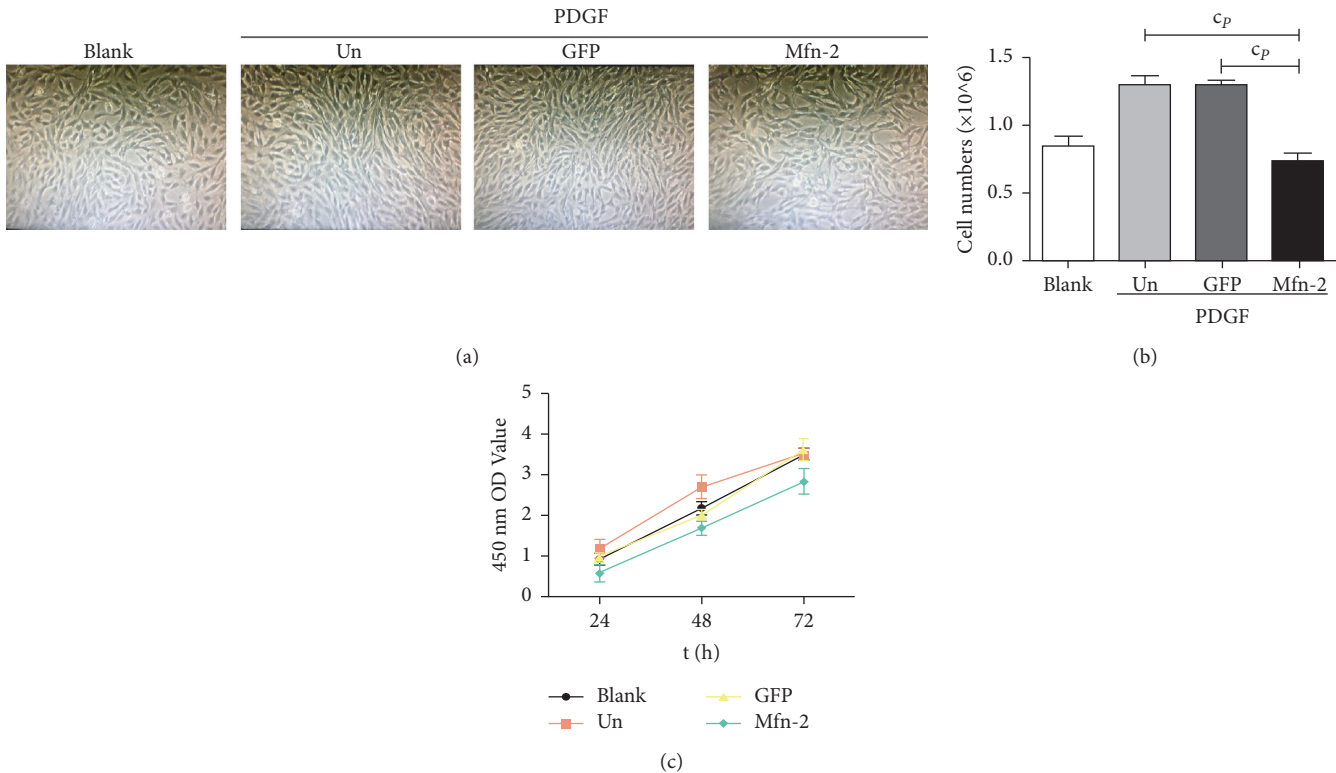 PDGF
Blank Un GFP Mfn-2
(a)
c_P
c_P
Cell numbers (×10^6)
1.5
1.0
0.5
0.0
Blank Un GFP Mfn-2
PDGF
(b)
450 nm OD Value
5
4
3
2
1
0
24 48 72
t (h)
Blank GFP
Un Mfn-2
(c)